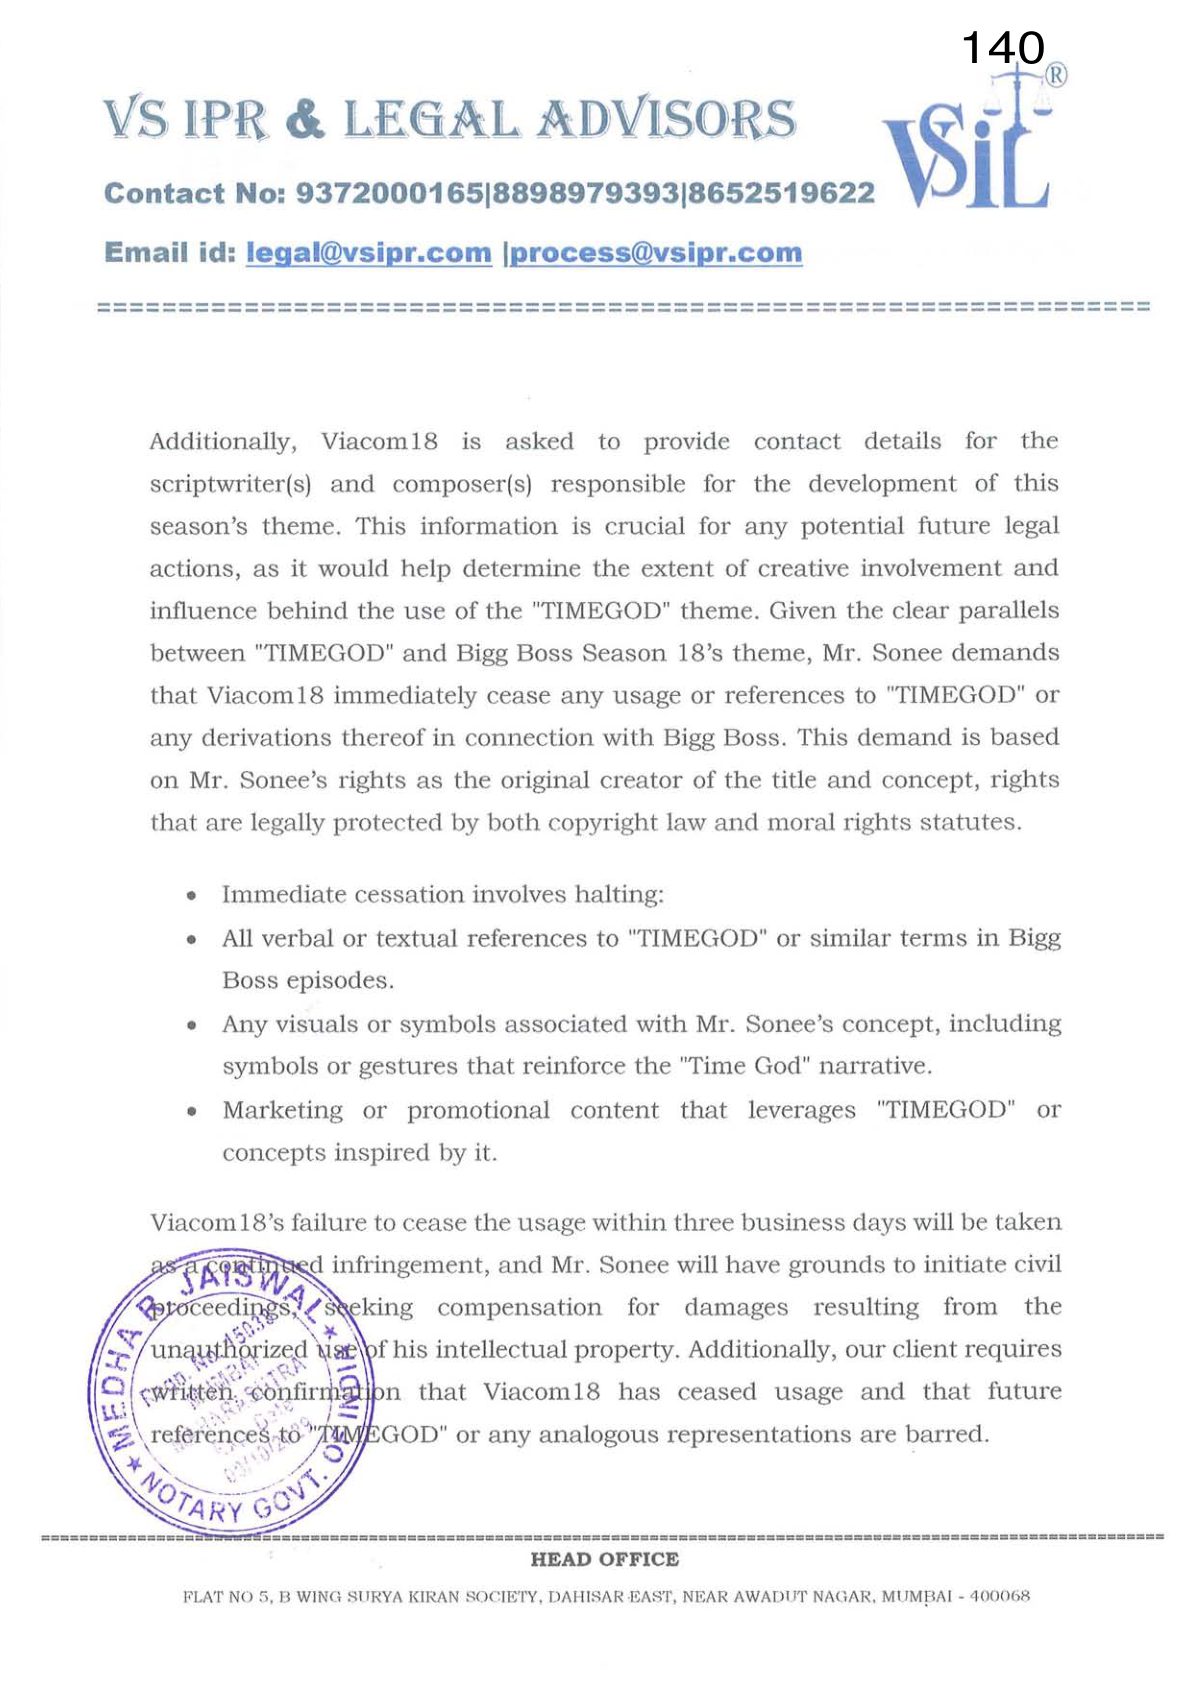 140
VS IPR & LEGAL ADVISORS
VSiL®
Contact No: 9372000165|8898979393|8652519622
Email id: legal@vsipr.com |process@vsipr.com
Additionally, Viacom18 is asked to provide contact details for the
scriptwriter(s) and composer(s) responsible for the development of this
season's theme. This information is crucial for any potential future legal
actions, as it would help determine the extent of creative involvement and
influence behind the use of the "TIMEGOD" theme. Given the clear parallels
between "TIMEGOD" and Bigg Boss Season 18's theme, Mr. Sonee demands
that Viacom18 immediately cease any usage or references to "TIMEGOD" or
any derivations thereof in connection with Bigg Boss. This demand is based
on Mr. Sonee's rights as the original creator of the title and concept, rights
that are legally protected by both copyright law and moral rights statutes.
• Immediate cessation involves halting:
• All verbal or textual references to "TIMEGOD" or similar terms in Bigg
Boss episodes.
• Any visuals or symbols associated with Mr. Sonee's concept, including
symbols or gestures that reinforce the "Time God" narrative.
• Marketing or promotional content that leverages "TIMEGOD" or
concepts inspired by it.
Viacom18's failure to cease the usage within three business days will be taken
as a continued infringement, and Mr. Sonee will have grounds to initiate civil
proceedings, seeking compensation for damages resulting from the
unauthorized use of his intellectual property. Additionally, our client requires
written confirmation that Viacom18 has ceased usage and that future
references to "TIMEGOD" or any analogous representations are barred.
MEDHA R. JAISWAL
NOTARY GOVT. OF INDIA
HEAD OFFICE
FLAT NO 5, B WING SURYA KIRAN SOCIETY, DAHISAR EAST, NEAR AWADUT NAGAR, MUMBAI - 400068